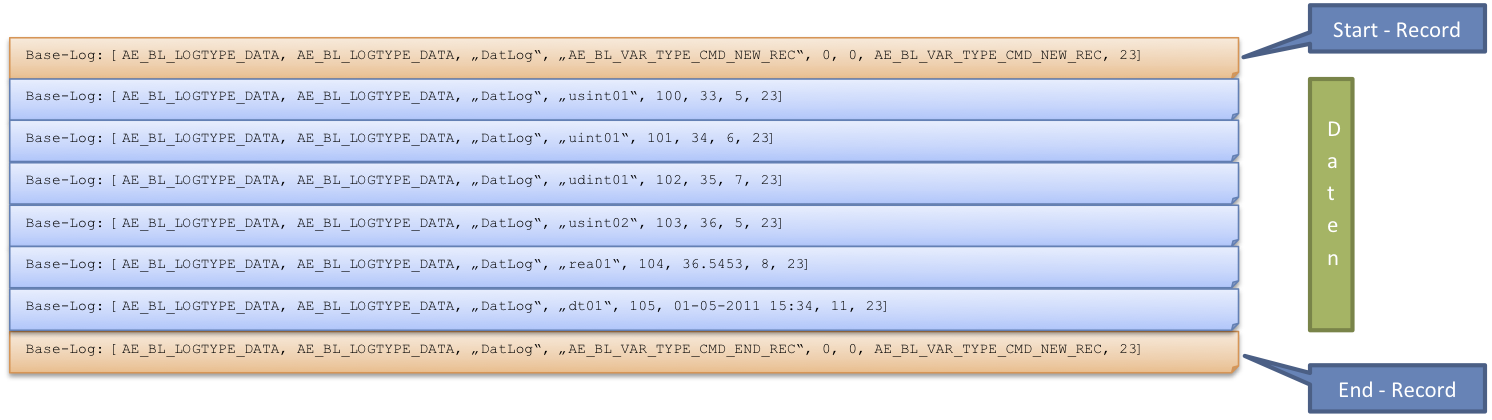 Start - Record
Base-Log: [ AE_BL_LOGTYPE_DATA, AE_BL_LOGTYPE_DATA, „DatLog“, „AE_BL_VAR_TYPE_CMD_NEW_REC“, 0, 0, AE_BL_VAR_TYPE_CMD_NEW_REC, 23]
Base-Log: [ AE_BL_LOGTYPE_DATA, AE_BL_LOGTYPE_DATA, „DatLog“, „usint01“, 100, 33, 5, 23]
Base-Log: [ AE_BL_LOGTYPE_DATA, AE_BL_LOGTYPE_DATA, „DatLog“, „uint01“, 101, 34, 6, 23]
Base-Log: [ AE_BL_LOGTYPE_DATA, AE_BL_LOGTYPE_DATA, „DatLog“, „udint01“, 102, 35, 7, 23]
Base-Log: [ AE_BL_LOGTYPE_DATA, AE_BL_LOGTYPE_DATA, „DatLog“, „usint02“, 103, 36, 5, 23]
Base-Log: [ AE_BL_LOGTYPE_DATA, AE_BL_LOGTYPE_DATA, „DatLog“, „rea01“, 104, 36.5453, 8, 23]
Base-Log: [ AE_BL_LOGTYPE_DATA, AE_BL_LOGTYPE_DATA, „DatLog“, „dt01“, 105, 01-05-2011 15:34, 11, 23]
Base-Log: [ AE_BL_LOGTYPE_DATA, AE_BL_LOGTYPE_DATA, „DatLog“, „AE_BL_VAR_TYPE_CMD_END_REC“, 0, 0, AE_BL_VAR_TYPE_CMD_NEW_REC, 23]
Daten
End - Record